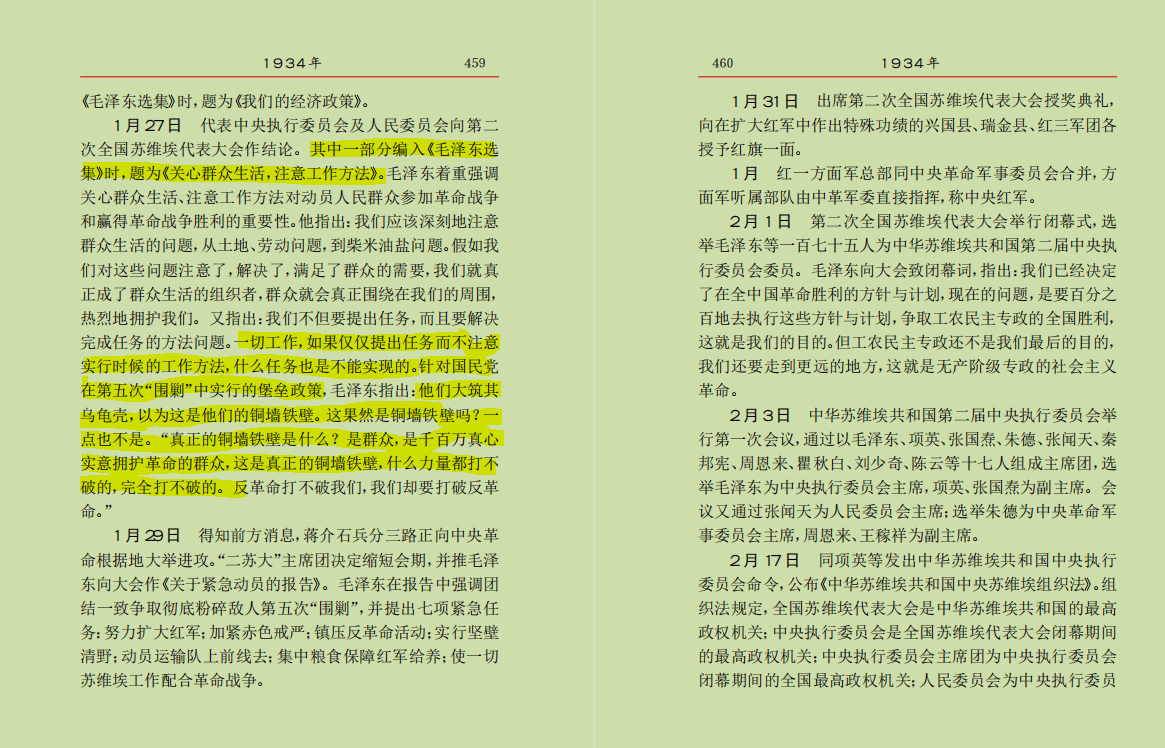 1934年 459
《毛泽东选集》时,题为《我们的经济政策》。
1月27日 代表中央执行委员会及人民委员会向第二
次全国苏维埃代表大会作结论。其中一部分编入《毛泽东选
集》时,题为《关心群众生活,注意工作方法》。毛泽东着重强调
关心群众生活、注意工作方法对动员人民群众参加革命战争
和赢得革命战争胜利的重要性。他指出:我们应该深刻地注意
群众生活的问题,从土地、劳动问题,到柴米油盐问题。假如我
们对这些问题注意了,解决了,满足了群众的需要,我们就真
正成了群众生活的组织者,群众就会真正围绕在我们的周围,
热烈地拥护我们。又指出:我们不但要提出任务,而且要解决
完成任务的方法问题。一切工作,如果仅仅提出任务而不注意
实行时候的工作方法,什么任务也是不能实现的。针对国民党
在第五次“围剿”中实行的堡垒政策,毛泽东指出:他们大筑其
乌龟壳,以为这是他们的铜墙铁壁。这果然是铜墙铁壁吗?一
点也不是。“真正的铜墙铁壁是什么?是群众,是千百万真心
实意拥护革命的群众,这是真正的铜墙铁壁,什么力量都打不
破的,完全打不破的。反革命打不破我们,我们却要打破反革
命。”
1月29日 得知前方消息,蒋介石兵分三路正向中央革
命根据地大举进攻。“二苏大”主席团决定缩短会期,并推毛泽
东向大会作《关于紧急动员的报告》。毛泽东在报告中强调团
结一致争取彻底粉碎敌人第五次“围剿”,并提出七项紧急任
务:努力扩大红军;加紧赤色戒严;镇压反革命活动;实行坚壁
清野;动员运输队上前线去;集中粮食保障红军给养;使一切
苏维埃工作配合革命战争。
460 1934年
1月31日 出席第二次全国苏维埃代表大会授奖典礼,
向在扩大红军中作出特殊功绩的兴国县、瑞金县、红三军团各
授予红旗一面。
1月 红一方面军总部同中央革命军事委员会合并,方
面军听属部队由中革军委直接指挥,称中央红军。
2月1日 第二次全国苏维埃代表大会举行闭幕式,选
举毛泽东等一百七十五人为中华苏维埃共和国第二届中央执
行委员会委员。毛泽东向大会致闭幕词,指出:我们已经决定
了在全中国革命胜利的方针与计划,现在的问题,是要百分之
百地去执行这些方针与计划,争取工农民主专政的全国胜利,
这就是我们的目的。但工农民主专政还不是我们最后的目的,
我们还要走到更远的地方,这就是无产阶级专政的社会主义
革命。
2月3日 中华苏维埃共和国第二届中央执行委员会举
行第一次会议,通过以毛泽东、项英、张国焘、朱德、张闻天、秦
邦宪、周恩来、瞿秋白、刘少奇、陈云等十七人组成主席团,选
举毛泽东为中央执行委员会主席,项英、张国焘为副主席。会
议又通过张闻天为人民委员会主席;选举朱德为中央革命军
事委员会主席,周恩来、王稼祥为副主席。
2月17日 同项英等发出中华苏维埃共和国中央执行
委员会命令,公布《中华苏维埃共和国中央苏维埃组织法》。组
织法规定,全国苏维埃代表大会是中华苏维埃共和国的最高
政权机关;中央执行委员会是全国苏维埃代表大会闭幕期间
的最高政权机关;中央执行委员会主席团为中央执行委员会
闭幕期间的全国最高政权机关;人民委员会为中央执行委员